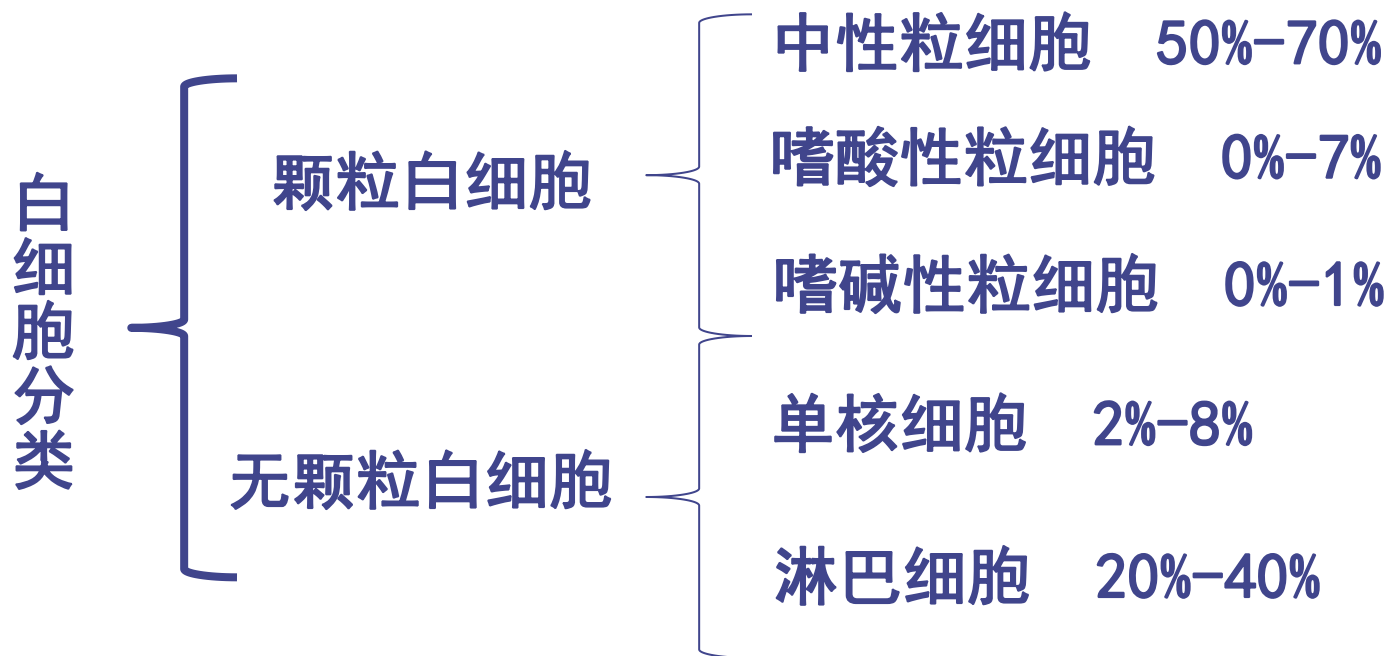 白细胞分类
颗粒白细胞
中性粒细胞 50%-70%
嗜酸性粒细胞 0%-7%
嗜碱性粒细胞 0%-1%
无颗粒白细胞
单核细胞 2%-8%
淋巴细胞 20%-40%